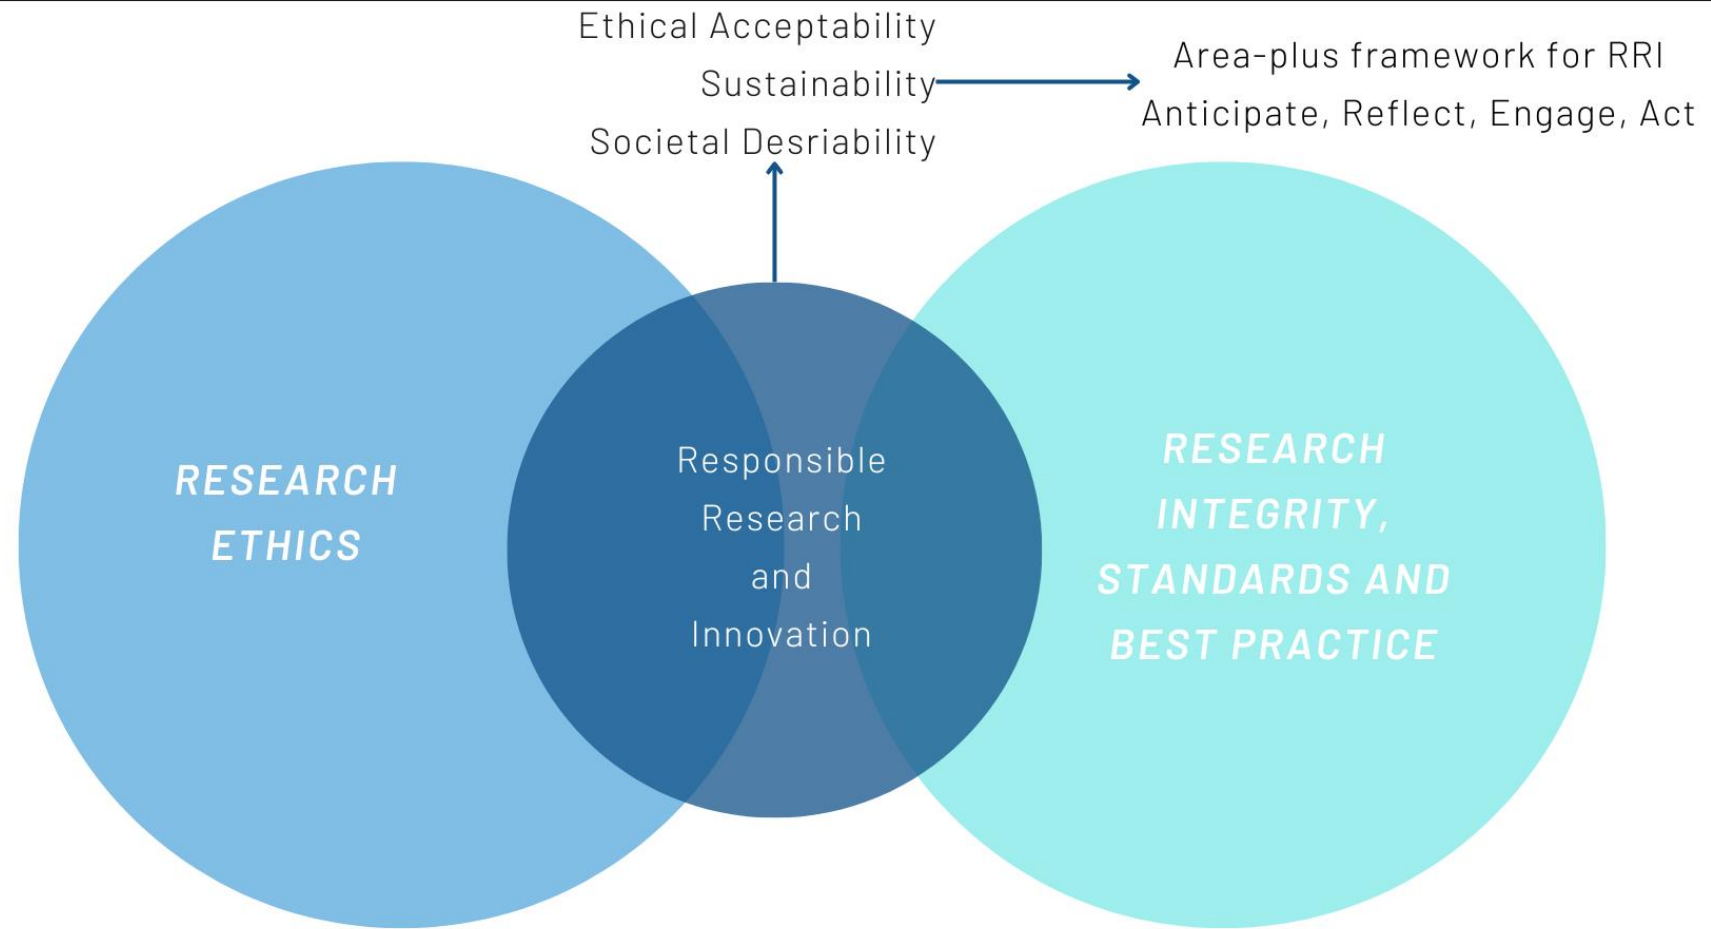 Ethical Acceptability
Sustainability
Societal Desriability
Area-plus framework for RRI
Anticipate, Reflect, Engage, Act
RESEARCH
ETHICS
Responsible
Research
and
Innovation
RESEARCH
INTEGRITY,
STANDARDS AND
BEST PRACTICE